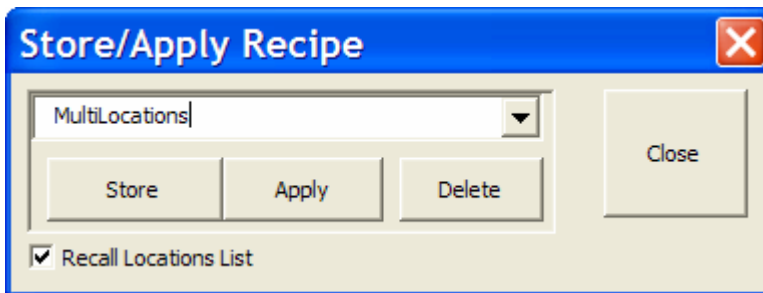 Store/Apply Recipe
MultiLocations
Close
Store Apply Delete
Recall Locations List